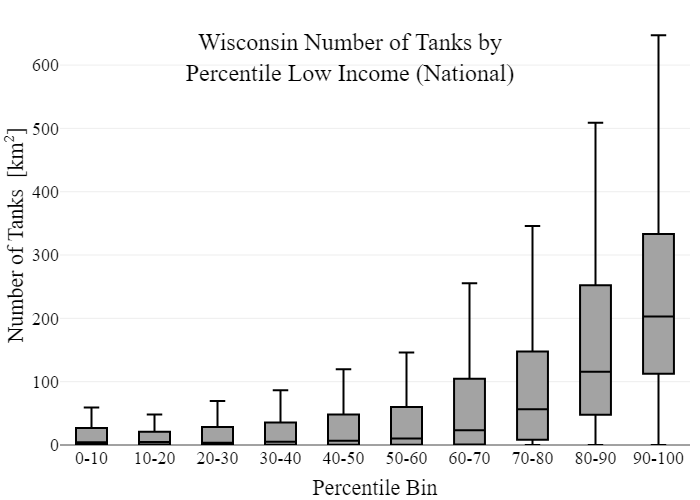 Wisconsin Number of Tanks by
Percentile Low Income (National)
Number of Tanks [km²]
600
500
400
300
200
100
0
0-10 10-20 20-30 30-40 40-50 50-60 60-70 70-80 80-90 90-100
Percentile Bin